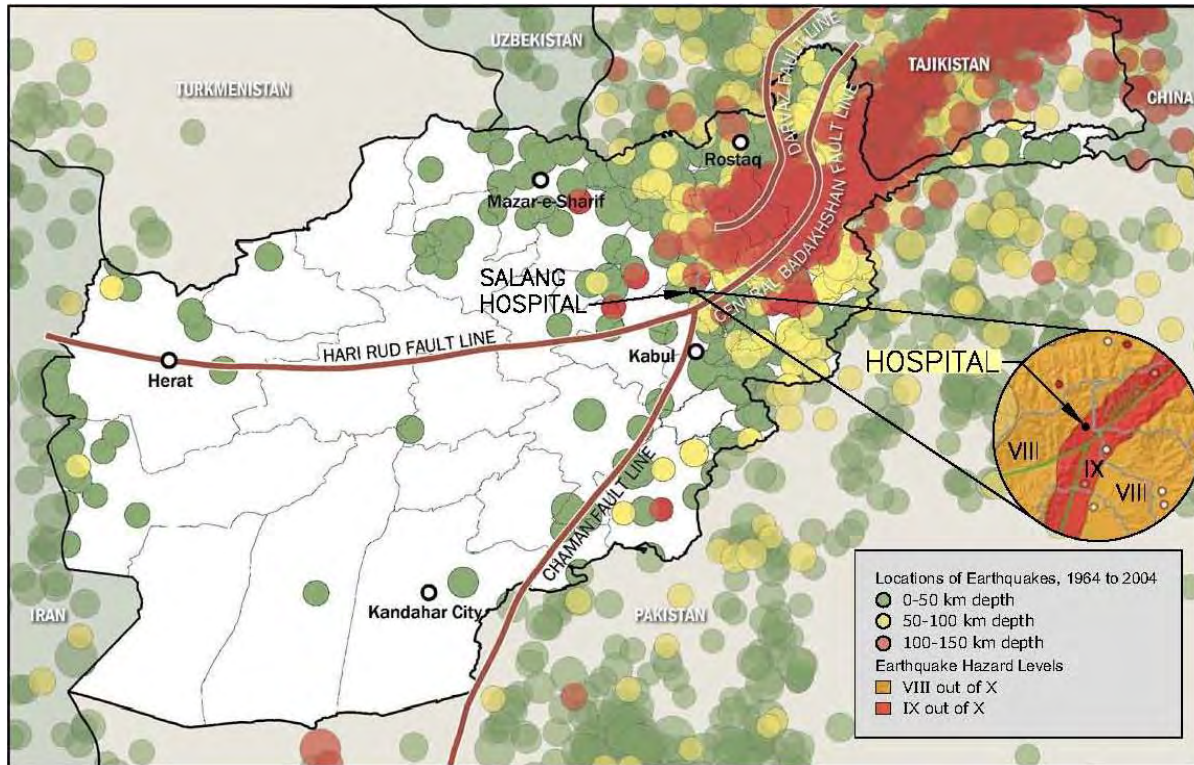 UZBEKISTAN
TURKMENISTAN
TAJIKISTAN
CHINA
DARVAZ FAULT LINE
Rostaq
CENTRAL BADAKHSHAN FAULT LINE
Mazar-e-Sharif
SALANG
HOSPITAL
HARI RUD FAULT LINE
Herat
Kabul
HOSPITAL
VIII
IX
VIII
CHAMAN FAULT LINE
Kandahar City
IRAN
PAKISTAN
Locations of Earthquakes, 1964 to 2004
0-50 km depth
50-100 km depth
100-150 km depth
Earthquake Hazard Levels
VIII out of X
IX out of X